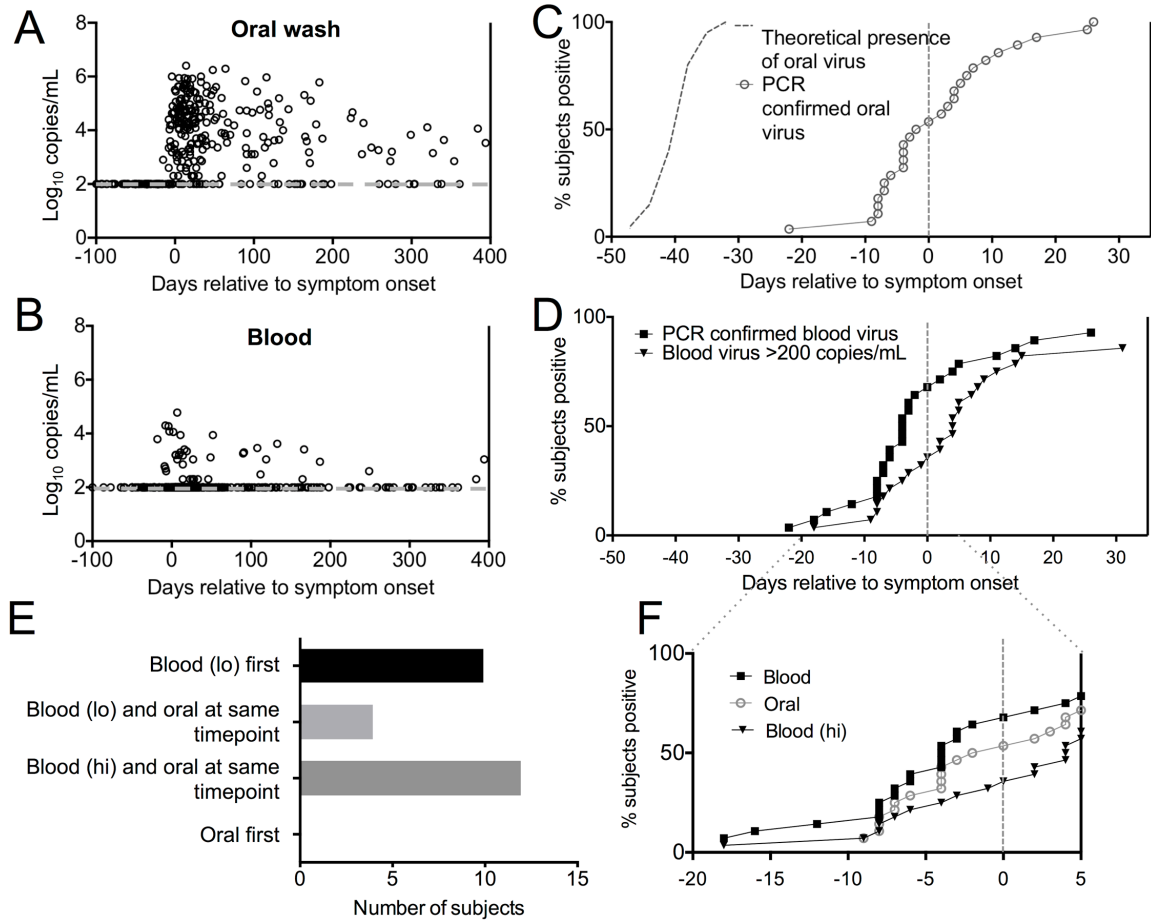 A
Oral wash
Log10 copies/mL
8
6
4
2
0
-100 0 100 200 300 400
Days relative to symptom onset
B
Blood
Log10 copies/mL
8
6
4
2
0
-100 0 100 200 300 400
Days relative to symptom onset
C
Theoretical presence
of oral virus
PCR
confirmed oral
virus
% subjects positive
100
50
0
-50 -40 -30 -20 -10 0 10 20 30
Days relative to symptom onset
D
PCR confirmed blood virus
Blood virus >200 copies/mL
% subjects positive
100
50
0
-50 -40 -30 -20 -10 0 10 20 30
Days relative to symptom onset
E
Blood (lo) first
Blood (lo) and oral at same
timepoint
Blood (hi) and oral at same
timepoint
Oral first
0 5 10 15
Number of subjects
F
Blood
Oral
Blood (hi)
% subjects positive
100
50
0
-20 -15 -10 -5 0 5